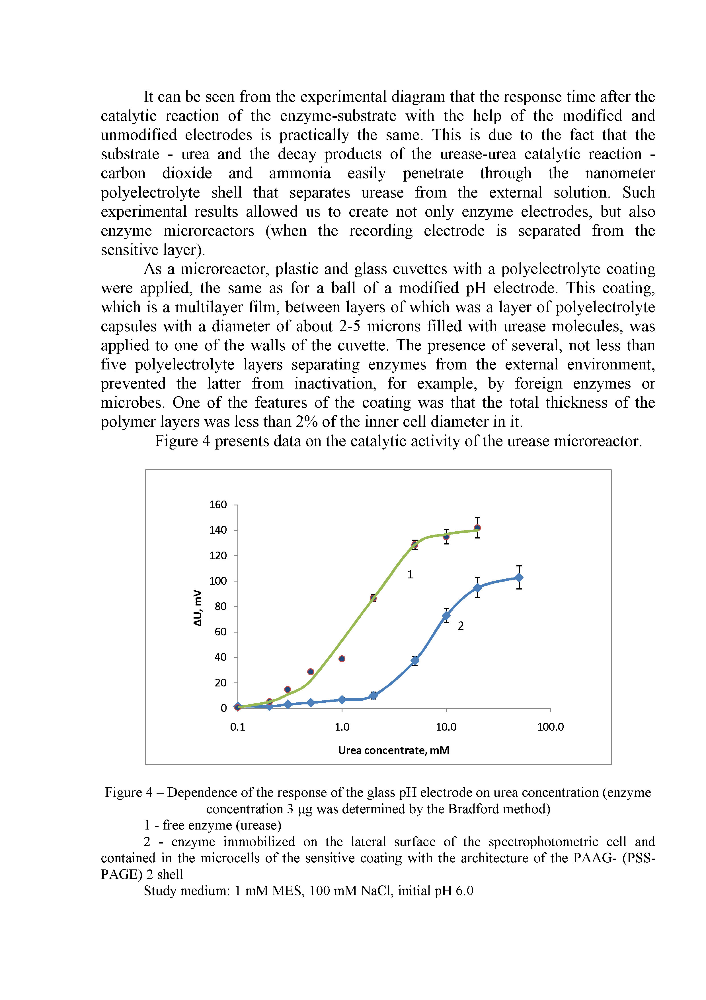 It can be seen from the experimental diagram that the response time after the
catalytic reaction of the enzyme-substrate with the help of the modified and
unmodified electrodes is practically the same. This is due to the fact that the
substrate - urea and the decay products of the urease-urea catalytic reaction -
carbon dioxide and ammonia easily penetrate through the nanometer
polyelectrolyte shell that separates urease from the external solution. Such
experimental results allowed us to create not only enzyme electrodes, but also
enzyme microreactors (when the recording electrode is separated from the
sensitive layer).
As a microreactor, plastic and glass cuvettes with a polyelectrolyte coating
were applied, the same as for a ball of a modified pH electrode. This coating,
which is a multilayer film, between layers of which was a layer of polyelectrolyte
capsules with a diameter of about 2-5 microns filled with urease molecules, was
applied to one of the walls of the cuvette. The presence of several, not less than
five polyelectrolyte layers separating enzymes from the external environment,
prevented the latter from inactivation, for example, by foreign enzymes or
microbes. One of the features of the coating was that the total thickness of the
polymer layers was less than 2% of the inner cell diameter in it.
Figure 4 presents data on the catalytic activity of the urease microreactor.
160
140
120
100
80
60
40
20
0
ΔU, mV
1
2
0.1 1.0 10.0 100.0
Urea concentrate, mM
Figure 4 – Dependence of the response of the glass pH electrode on urea concentration (enzyme
concentration 3 μg was determined by the Bradford method)
1 - free enzyme (urease)
2 - enzyme immobilized on the lateral surface of the spectrophotometric cell and
contained in the microcells of the sensitive coating with the architecture of the PAAG- (PSS-
PAGE) 2 shell
Study medium: 1 mM MES, 100 mM NaCl, initial pH 6.0